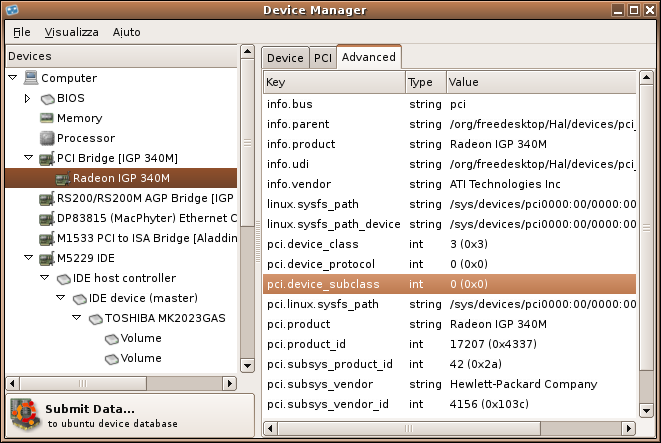 Device Manager
File Visualizza Aiuto
Devices
Computer
BIOS
Memory
Processor
PCI Bridge [IGP 340M]
Radeon IGP 340M
RS200/RS200M AGP Bridge [IGP
DP83815 (MacPhyter) Ethernet C
M1533 PCI to ISA Bridge [Aladdin
M5229 IDE
IDE host controller
IDE device (master)
TOSHIBA MK2023GAS
Volume
Volume
Submit Data...
to ubuntu device database
Device PCI Advanced
Key Type Value
info.bus string pci
info.parent string /org/freedesktop/Hal/devices/pci_
info.product string Radeon IGP 340M
info.udi string /org/freedesktop/Hal/devices/pci_
info.vendor string ATI Technologies Inc
linux.sysfs_path string /sys/devices/pci0000:00/0000:00
linux.sysfs_path_device string /sys/devices/pci0000:00/0000:00
pci.device_class int 3 (0x3)
pci.device_protocol int 0 (0x0)
pci.device_subclass int 0 (0x0)
pci.linux.sysfs_path string /sys/devices/pci0000:00/0000:00
pci.product string Radeon IGP 340M
pci.product_id int 17207 (0x4337)
pci.subsys_product_id int 42 (0x2a)
pci.subsys_vendor string Hewlett-Packard Company
pci.subsys_vendor_id int 4156 (0x103c)